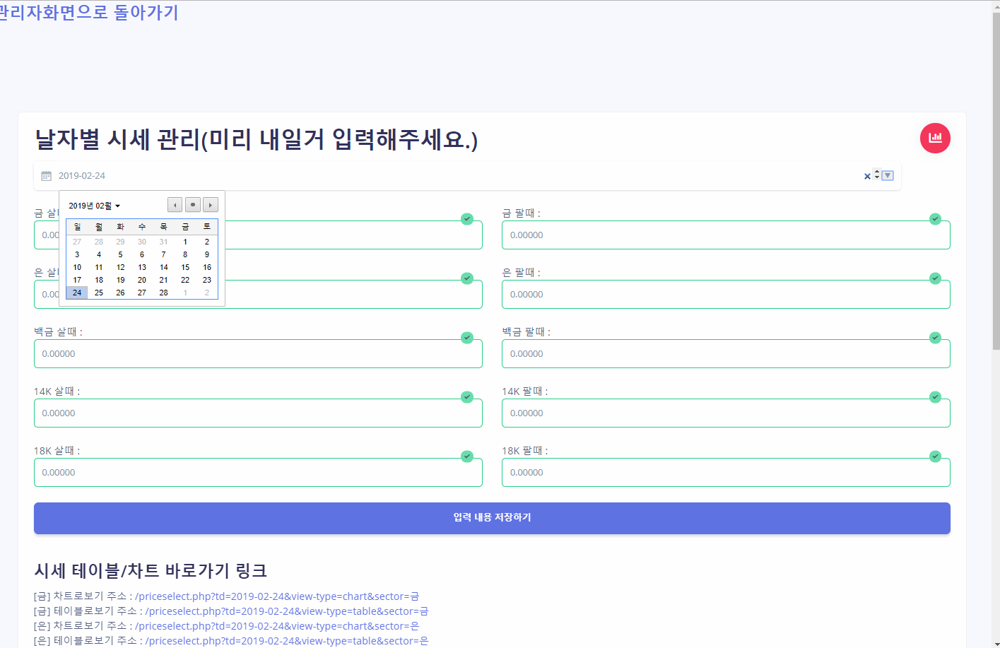 관리자화면으로 돌아가기
날자별 시세 관리(미리 내일거 입력해주세요.)
2019-02-24
2019년 02월
일 월 화 수 목 금 토
27 28 29 30 31 1 2
3 4 5 6 7 8 9
10 11 12 13 14 15 16
17 18 19 20 21 22 23
24 25 26 27 28 1 2
금 살 금 팔때 :
0.00 0.00000
은 살 은 팔때 :
0.00 0.00000
백금 살때 : 백금 팔때 :
0.00000 0.00000
14K 살때 : 14K 팔때 :
0.00000 0.00000
18K 살때 : 18K 팔때 :
0.00000 0.00000
입력 내용 저장하기
시세 테이블/차트 바로가기 링크
[금] 차트로보기 주소 : /priceselect.php?td=2019-02-24&view-type=chart&sector=금
[금] 테이블로보기 주소 : /priceselect.php?td=2019-02-24&view-type=table&sector=금
[은] 차트로보기 주소 : /priceselect.php?td=2019-02-24&view-type=chart&sector=은
[은] 테이블로보기 주소 : /priceselect.php?td=2019-02-24&view-type=table&sector=은